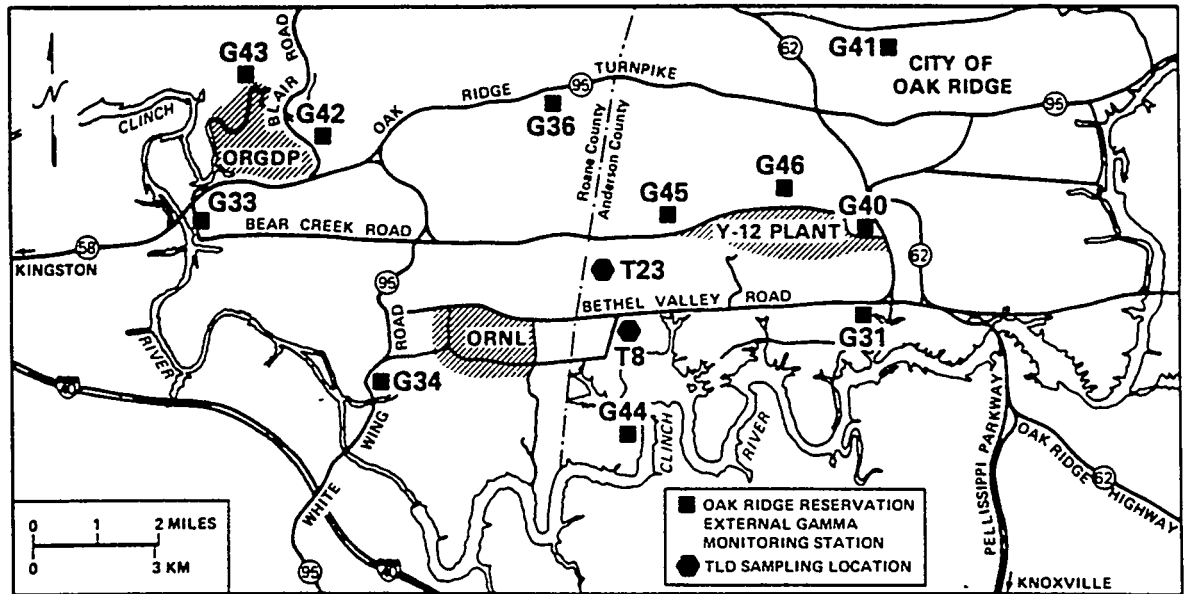 G43
BLAIR ROAD
62
G41
CITY OF
OAK RIDGE
N
CLINCH
G42
OAK RIDGE 95 TURNPIKE
95
G36
ORGDP
Roane County
Anderson County
G46
G33
G45
G40
BEAR CREEK ROAD
Y-12 PLANT
58
KINGSTON
62
T23
95
BETHEL VALLEY ROAD
RIVER
ROAD
ORNL
T8
G31
40
G34
G44
WING
CLINCH
RIVER
PELLISSIPPI PARKWAY
OAK RIDGE HIGHWAY
62
WHITE
0 1 2 MILES
0 3 KM
95
40
OAK RIDGE RESERVATION
EXTERNAL GAMMA
MONITORING STATION
TLD SAMPLING LOCATION
KNOXVILLE